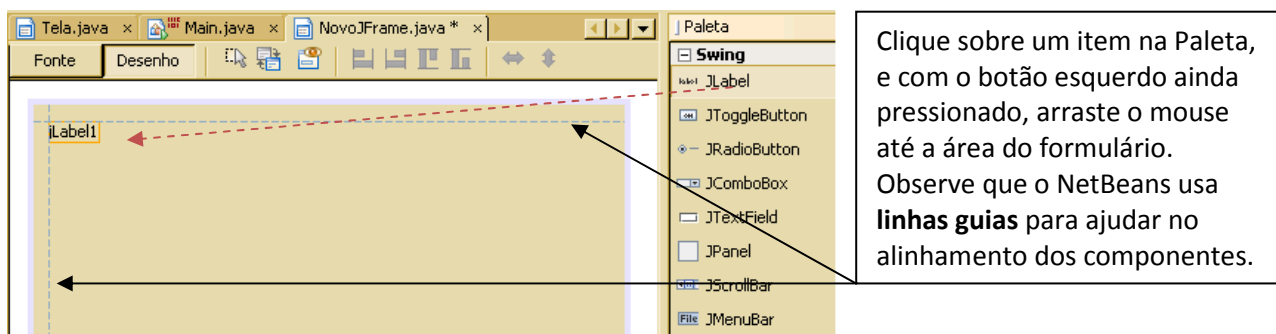 Tela.java x Main.java x NovoJFrame.java * x
Fonte Desenho
jLabel1
Paleta
Swing
JLabel
JToggleButton
JRadioButton
JComboBox
JTextField
JPanel
JScrollBar
File JMenuBar
Clique sobre um item na Paleta,
e com o botão esquerdo ainda
pressionado, arraste o mouse
até a área do formulário.
Observe que o NetBeans usa
linhas guias para ajudar no
alinhamento dos componentes.